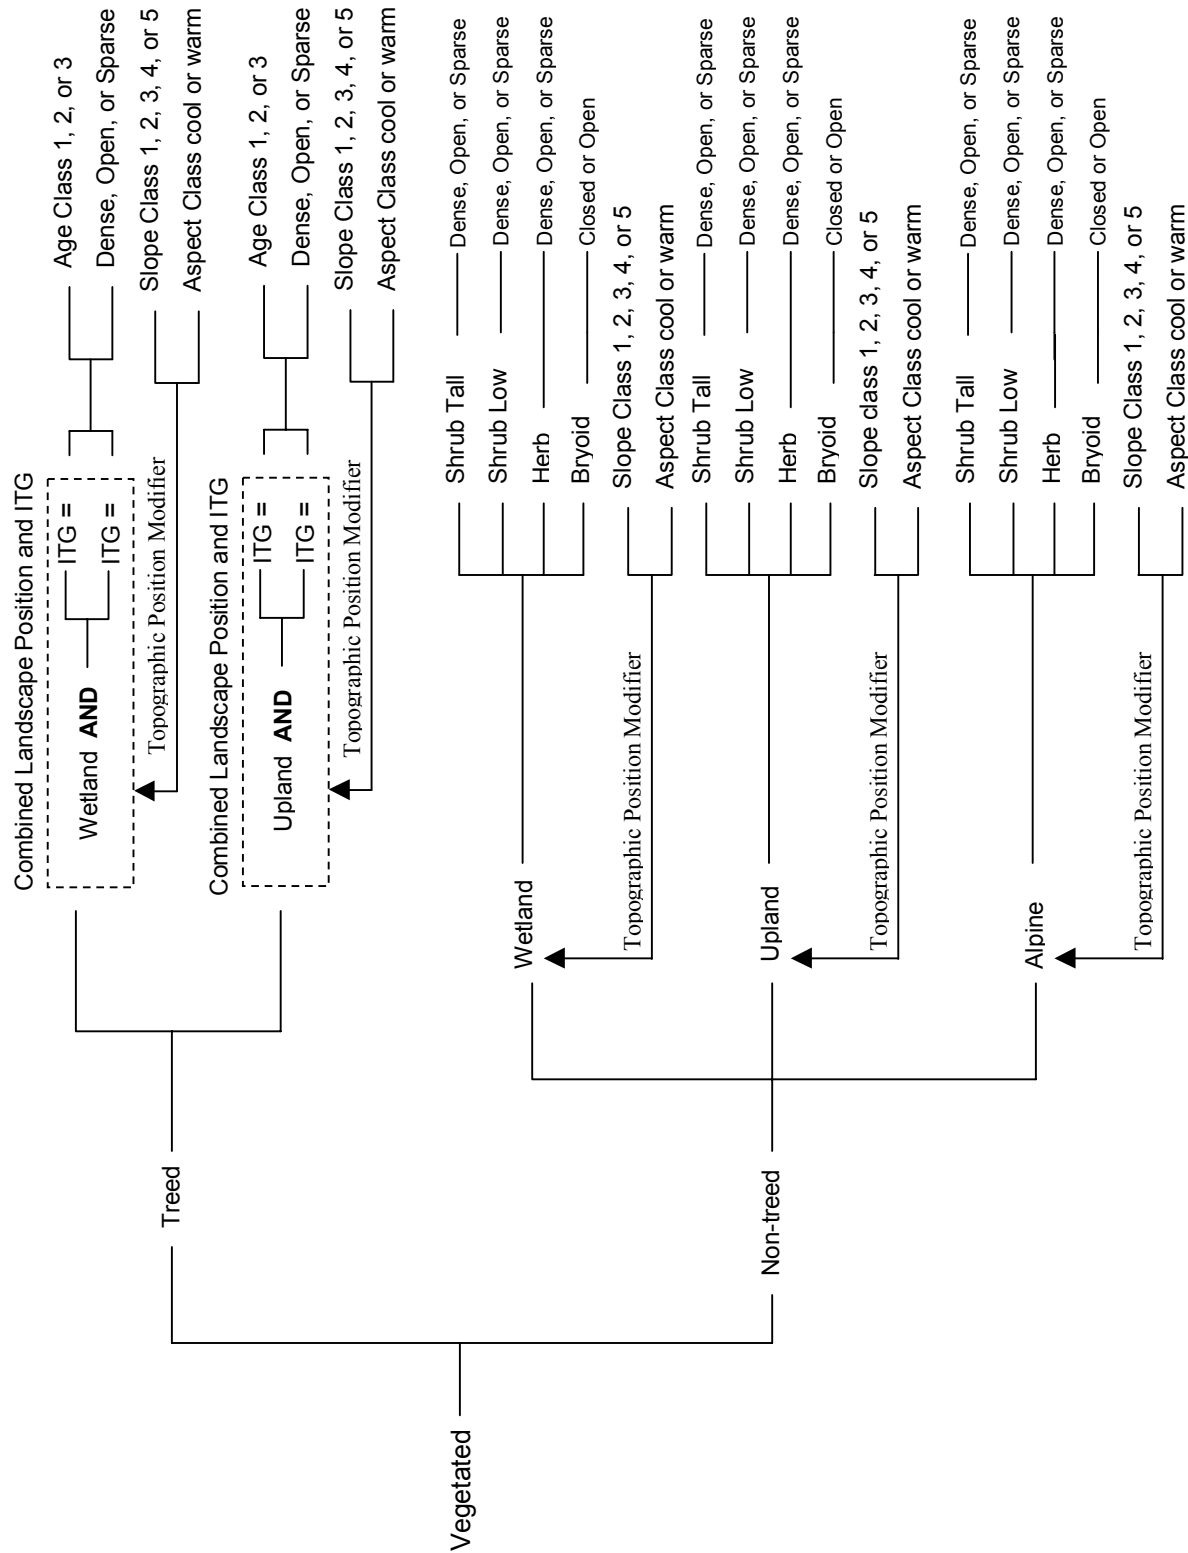 Vegetated
Treed
Combined Landscape Position and ITG
Wetland AND
ITG =
ITG =
Age Class 1, 2, or 3
Dense, Open, or Sparse
Topographic Position Modifier
Slope Class 1, 2, 3, 4, or 5
Aspect Class cool or warm
Combined Landscape Position and ITG
Upland AND
ITG =
ITG =
Age Class 1, 2, or 3
Dense, Open, or Sparse
Topographic Position Modifier
Slope Class 1, 2, 3, 4, or 5
Aspect Class cool or warm
Non-treed
Wetland
Shrub Tall
Dense, Open, or Sparse
Shrub Low
Dense, Open, or Sparse
Herb
Dense, Open, or Sparse
Bryoid
Closed or Open
Topographic Position Modifier
Slope Class 1, 2, 3, 4, or 5
Aspect Class cool or warm
Upland
Shrub Tall
Dense, Open, or Sparse
Shrub Low
Dense, Open, or Sparse
Herb
Dense, Open, or Sparse
Bryoid
Closed or Open
Topographic Position Modifier
Slope class 1, 2, 3, 4, or 5
Aspect Class cool or warm
Alpine
Shrub Tall
Dense, Open, or Sparse
Shrub Low
Dense, Open, or Sparse
Herb
Dense, Open, or Sparse
Bryoid
Closed or Open
Topographic Position Modifier
Slope Class 1, 2, 3, 4, or 5
Aspect Class cool or warm